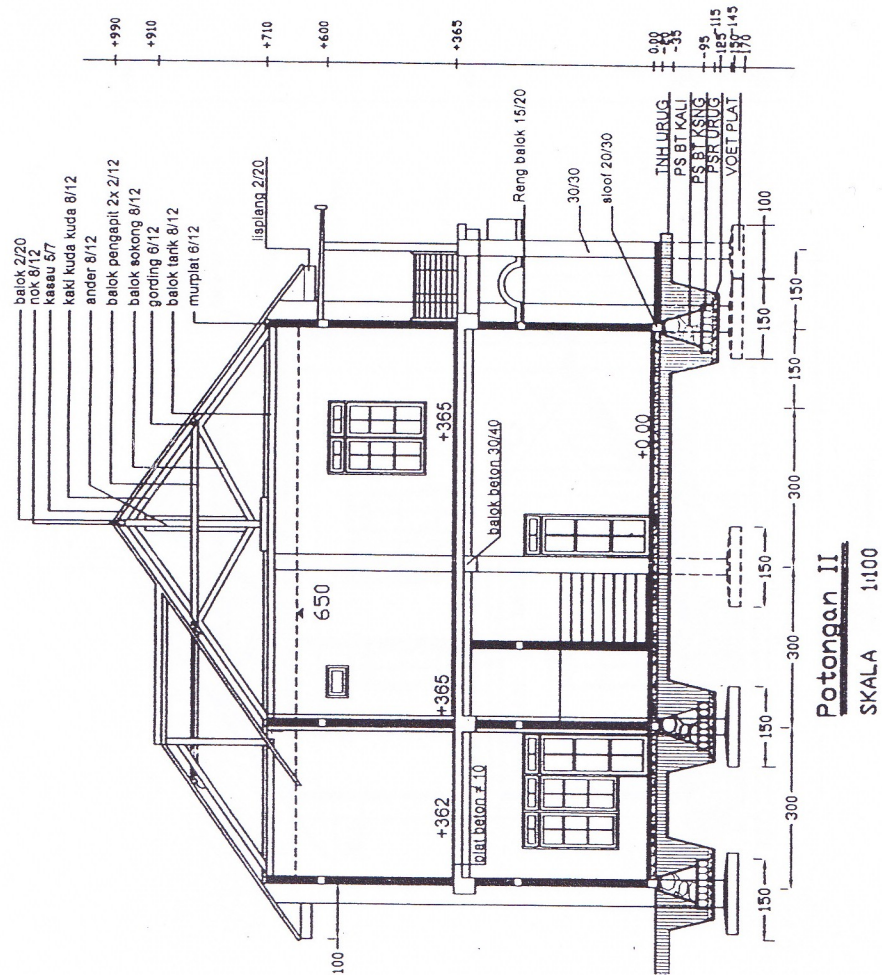 balok 2/20
nok 8/12
kasau 5/7
kaki kuda kuda 8/12
ander 8/12
balok pengapit 2x 2/12
balok sokong 8/12
gording 6/12
balok tarik 8/12
murplat 6/12
lisplang 2/20
Reng balok 15/20
30/30
sloof 20/30
TNH URUG
PS BT KALI
PS BT KSNG
PSR URUG
VOET PLAT
+990
+910
+710
+600
+365
0.00
-20
-35
-95
-115
-125
-145
-150
-170
650
+365
+365
+362
balok beton 30/40
plat beton ≠ 10
+0.00
100
150
150
150
150
100
150
150
300
300
300
Potongan II
SKALA 1:100